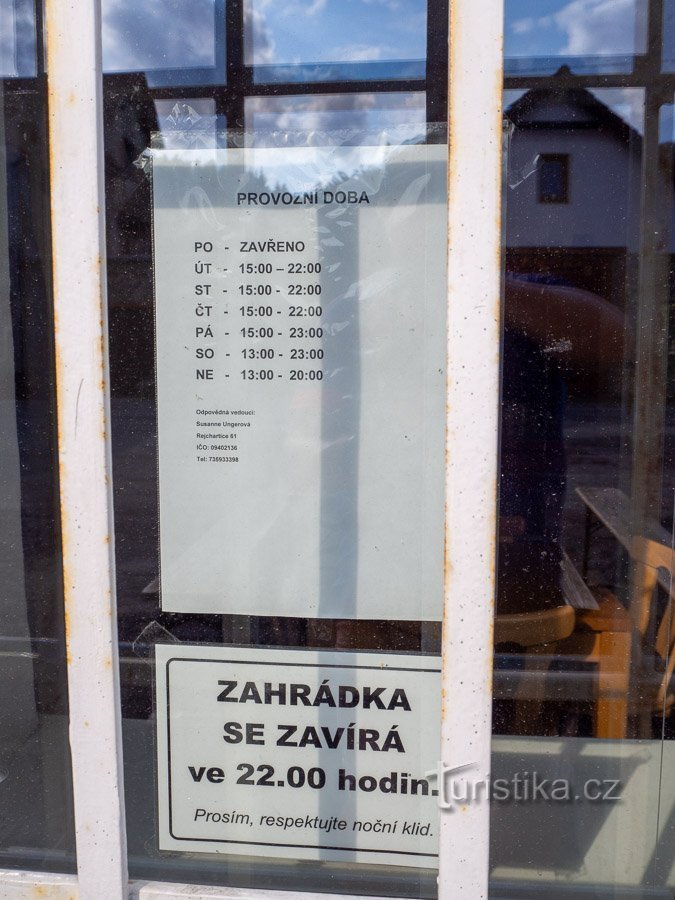 PROVOZNÍ DOBA
PO - ZAVŘENO
ÚT - 15:00 – 22:00
ST - 15:00 - 22:00
ČT - 15:00 - 22:00
PÁ - 15:00 - 23:00
SO - 13:00 - 23:00
NE - 13:00 - 20:00
Odpovědná vedoucí:
Susanne Ungerová
Rejchartice 61
IČO: 09402136
Tel: 735933398
ZAHRÁDKA
SE ZAVÍRÁ
ve 22.00 hodin.
Prosím, respektujte noční klid.
Turistika.cz